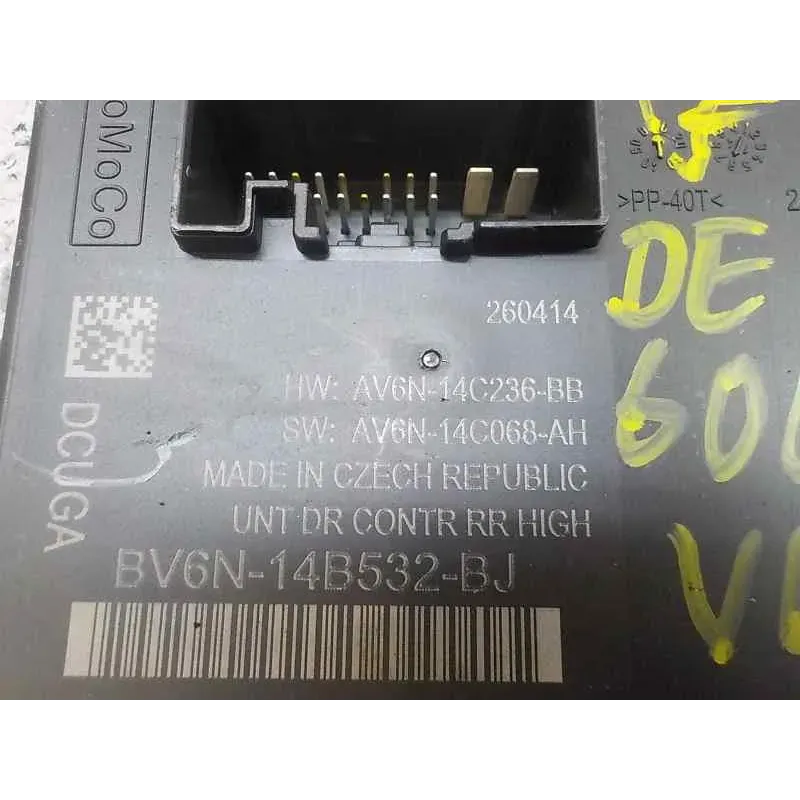 oMoCo
>PP-40T<
260414
HW: AV6N-14C236-BB
SW: AV6N-14C068-AH
MADE IN CZECH REPUBLIC
UNT DR CONTR RR HIGH
BV6N-14B532-BJ
DCUGA
DE